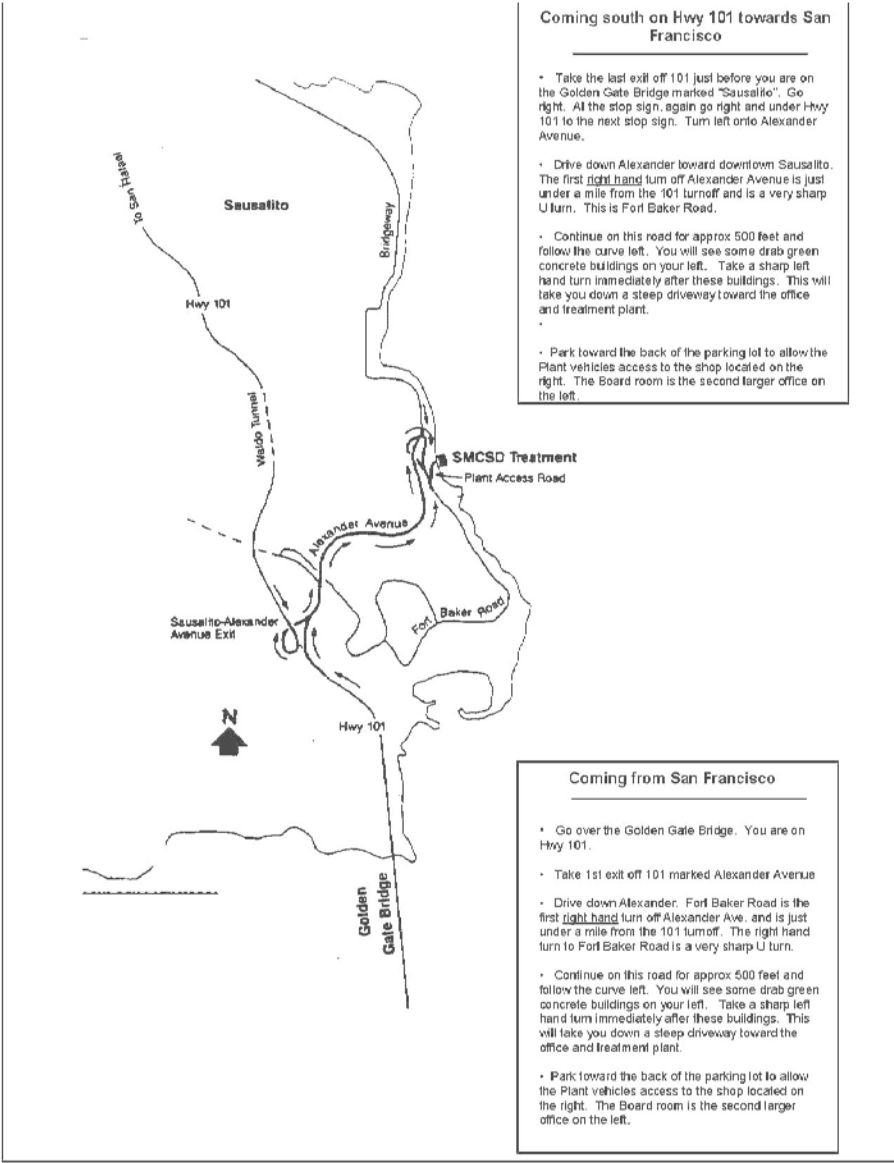 Coming south on Hwy 101 towards San
Francisco
• Take the last exit off 101 just before you are on
the Golden Gate Bridge marked "Sausalito". Go
right. At the stop sign, again go right and under Hwy
101 to the next stop sign. Turn left onto Alexander
Avenue.
• Drive down Alexander toward downtown Sausalito.
The first right hand turn off Alexander Avenue is just
under a mile from the 101 turnoff and is a very sharp
U turn. This is Fort Baker Road.
• Continue on this road for approx 500 feet and
follow the curve left. You will see some drab green
concrete buildings on your left. Take a sharp left
hand turn immediately after these buildings. This will
take you down a steep driveway toward the office
and treatment plant.
•
• Park toward the back of the parking lot to allow the
Plant vehicles access to the shop located on the
right. The Board room is the second larger office on
the left.
To San Rafael
Sausalito
Bridgeway
Hwy 101
Waldo Tunnel
SMCSD Treatment
Plant Access Road
Alexander Avenue
Fort Baker Road
Sausalito-Alexander
Avenue Exit
N
Hwy 101
Golden
Gate Bridge
Coming from San Francisco
• Go over the Golden Gate Bridge. You are on
Hwy 101.
• Take 1st exit off 101 marked Alexander Avenue
• Drive down Alexander. Fort Baker Road is the
first right hand turn off Alexander Ave. and is just
under a mile from the 101 turnoff. The right hand
turn to Fort Baker Road is a very sharp U turn.
• Continue on this road for approx 500 feet and
follow the curve left. You will see some drab green
concrete buildings on your left. Take a sharp left
hand turn immediately after these buildings. This
will take you down a steep driveway toward the
office and treatment plant.
• Park toward the back of the parking lot to allow
the Plant vehicles access to the shop located on
the right. The Board room is the second larger
office on the left.